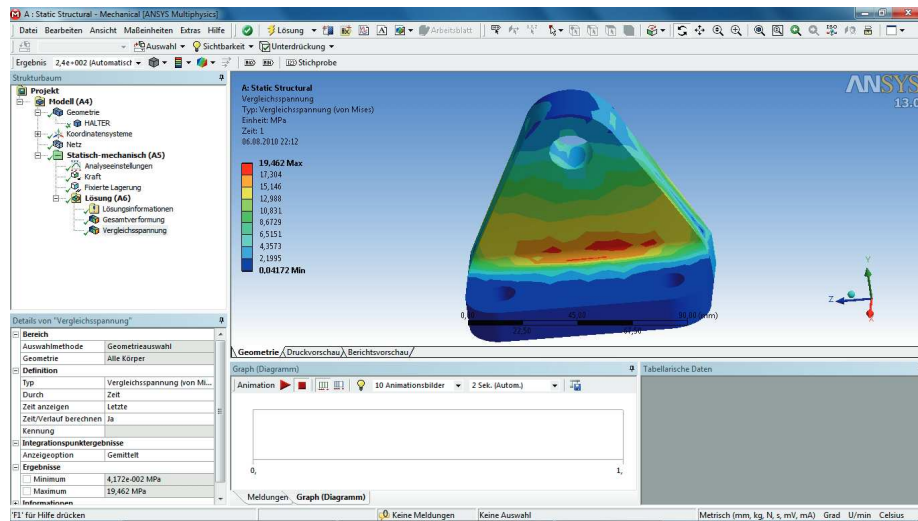 A : Static Structural - Mechanical [ANSYS Multiphysics]
Datei Bearbeiten Ansicht Maßeinheiten Extras Hilfe Lösung Arbeitsblatt
Auswahl Sichtbarkeit Unterdrückung
Ergebnis 2,4e+002 (Automatisch Stichprobe
Strukturbaum
Projekt
Modell (A4)
Geometrie
HALTER
Koordinatensysteme
Netz
Statisch-mechanisch (A5)
Analyseeinstellungen
Kraft
Fixierte Lagerung
Lösung (A6)
Lösungsinformationen
Gesamtverformung
Vergleichsspannung
A: Static Structural
Vergleichsspannung
Typ: Vergleichsspannung (von Mises)
Einheit: MPa
Zeit: 1
06.08.2010 22:12
19,462 Max
17,304
15,146
12,988
10,831
8,6729
6,5151
4,3573
2,1995
0,04172 Min
ANSYS
13.0
Y
Z
X
0,00 45,00 90,00 (mm)
22,50 67,50
Geometrie Druckvorschau Berichtsvorschau
Details von "Vergleichsspannung"
Bereich
Auswahlmethode Geometrieauswahl
Geometrie Alle Körper
Definition
Typ Vergleichsspannung (von Mi...
Durch Zeit
Zeit anzeigen Letzte
Zeit/Verlauf berechnen Ja
Kennung
Integrationspunktergebnisse
Anzeigeoption Gemittelt
Ergebnisse
Minimum 4,172e-002 MPa
Maximum 19,462 MPa
Informationen
Graph (Diagramm)
Animation 10 Animationsbilder 2 Sek. (Autom.)
0, 1,
Meldungen Graph (Diagramm)
Tabellarische Daten
'F1' für Hilfe drücken Keine Meldungen Keine Auswahl Metrisch (mm, kg, N, s, mV, mA) Grad U/min Celsius